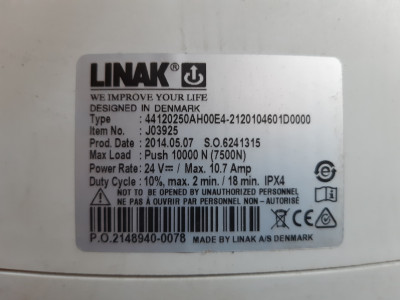 LINAK
WE IMPROVE YOUR LIFE
DESIGNED IN DENMARK
Type : 44120250AH00E4-2120104601D0000
Item No. : J03925
Prod. Date : 2014.05.07 S.O.6241315
Max Load : Push 10000 N (7500N)
Power Rate: 24 V⎓ / Max. 10.7 Amp
Duty Cycle : 10%, max. 2 min. / 18 min. IPX4
NOT TO BE OPENED BY UNAUTHORIZED PERSONNEL
NE PAS À OUVRIR PAR PERSONNEL NON - AUTORISÉ
P.O.2148940-0078 MADE BY LINAK A/S DENMARK